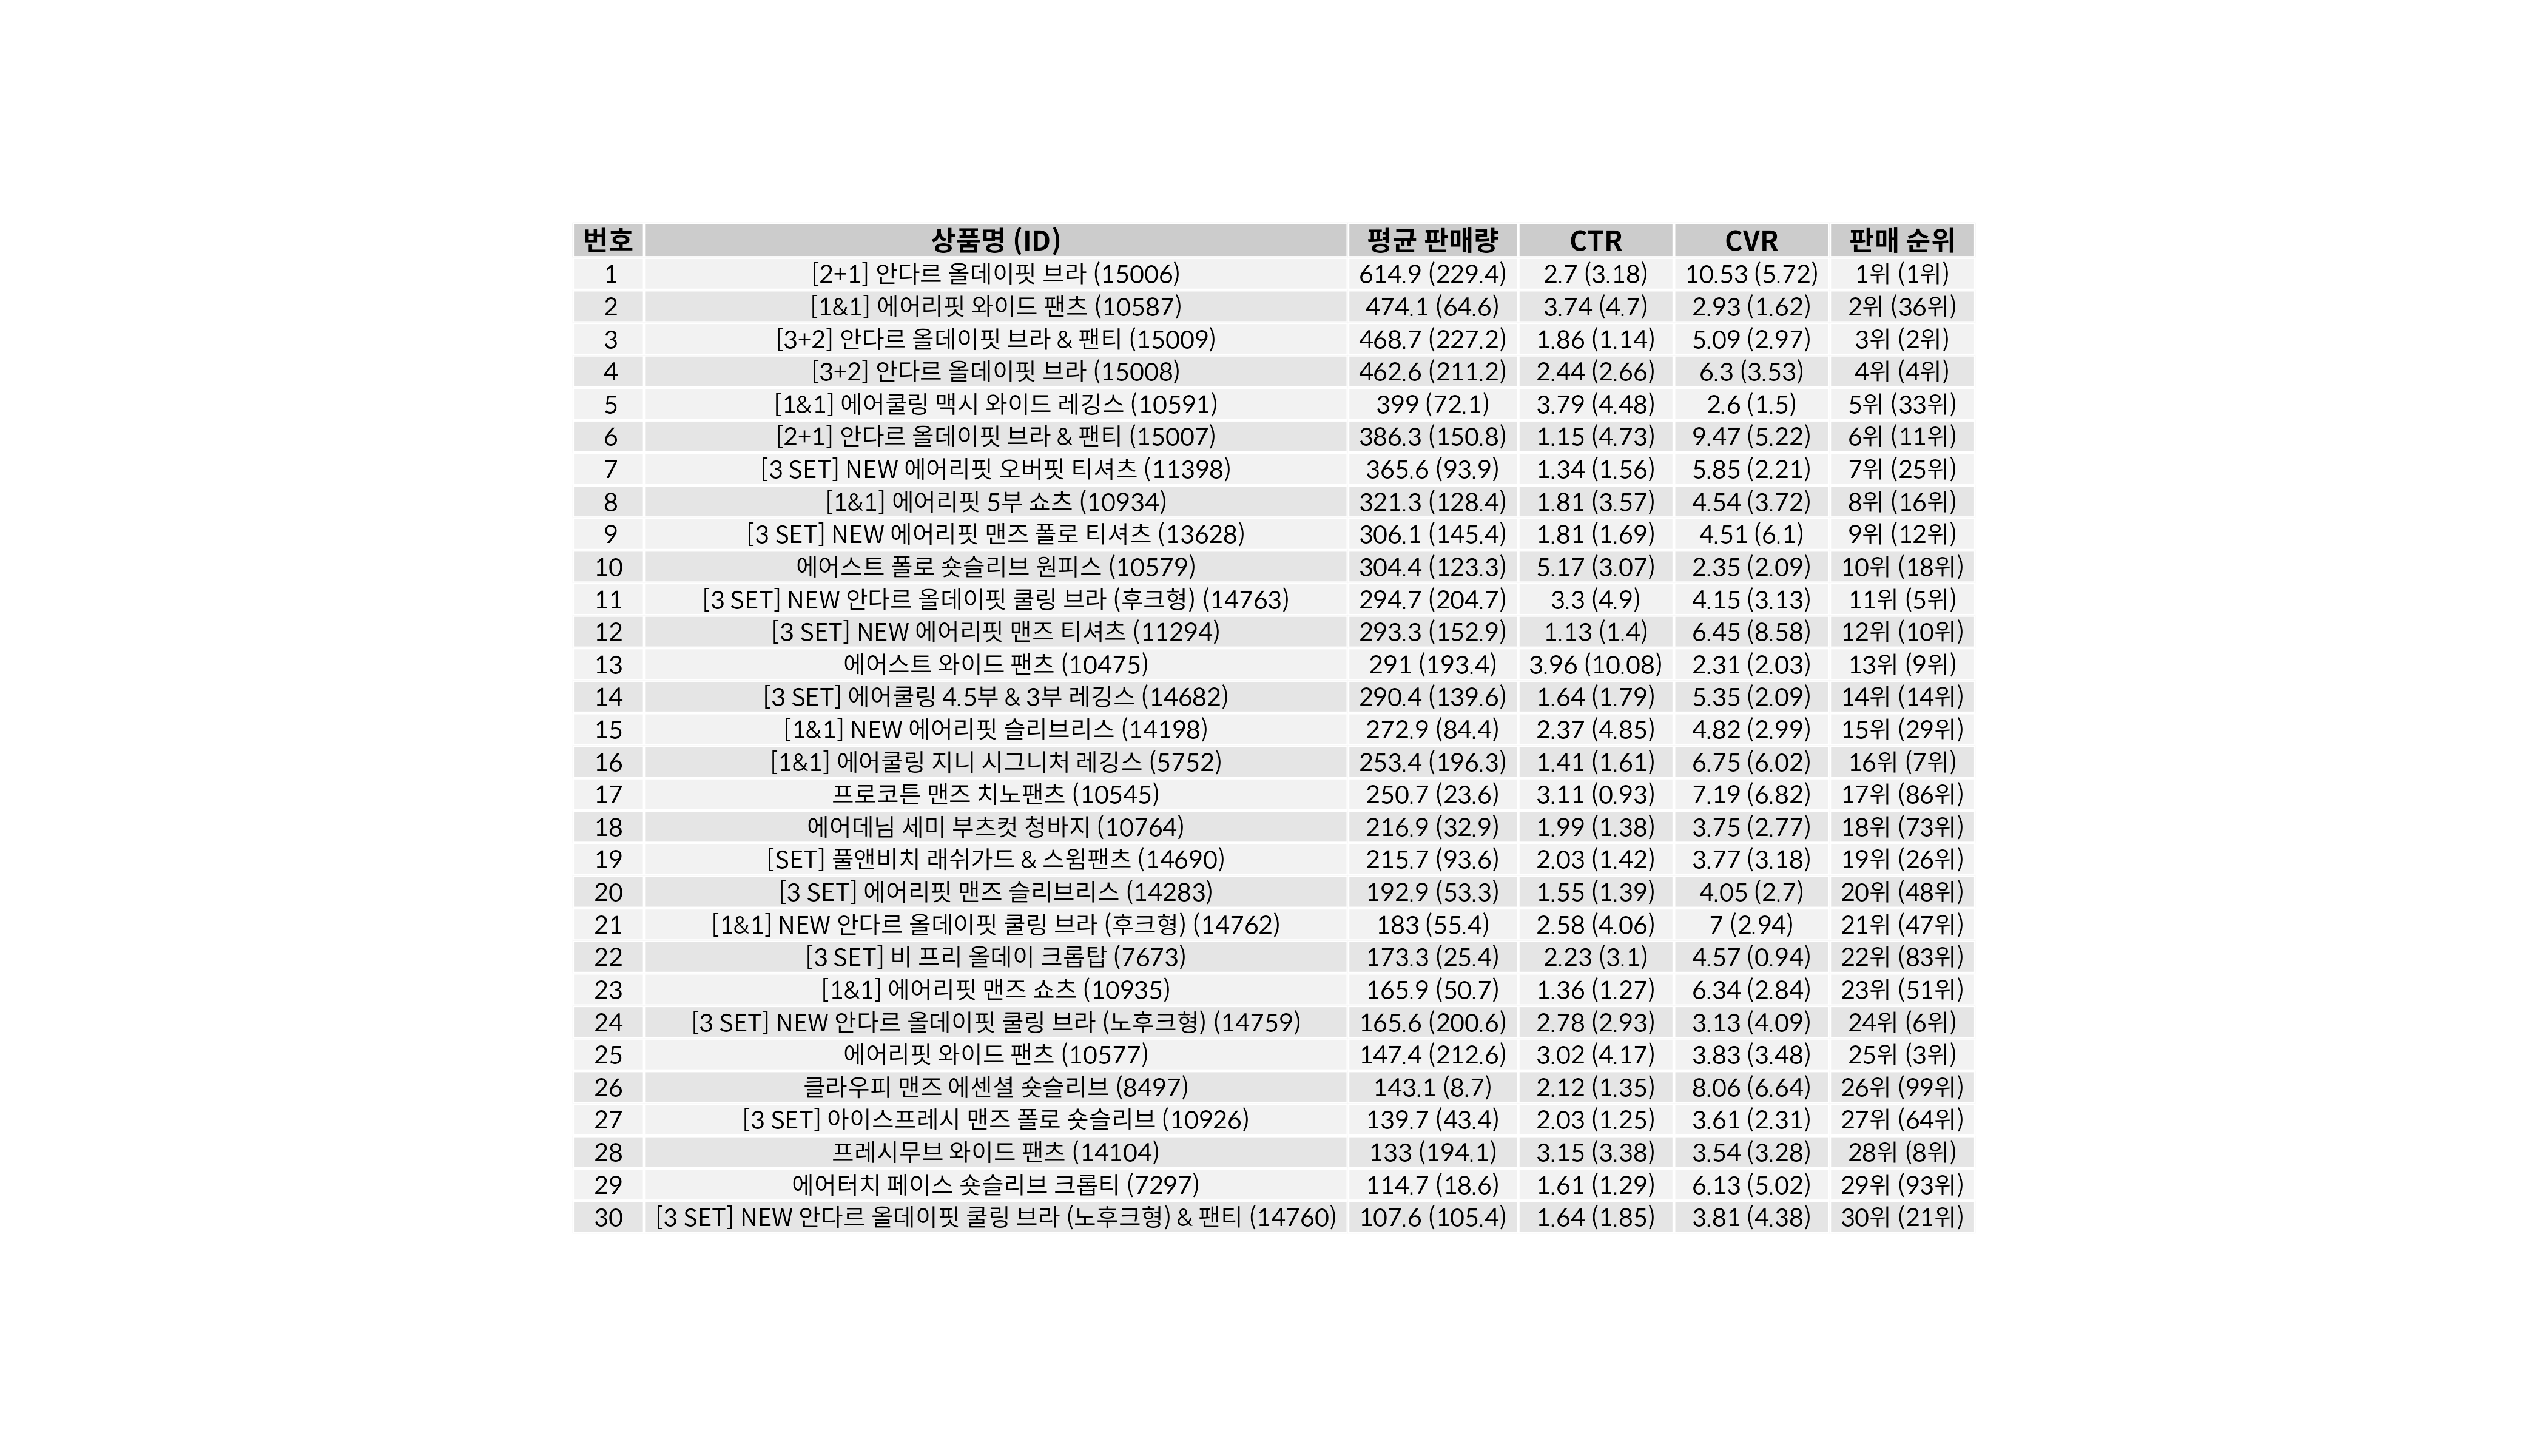 번호 상품명 (ID) 평균 판매량 CTR CVR 판매 순위
1 [2+1] 안다르 올데이핏 브라 (15006) 614.9 (229.4) 2.7 (3.18) 10.53 (5.72) 1위 (1위)
2 [1&1] 에어리핏 와이드 팬츠 (10587) 474.1 (64.6) 3.74 (4.7) 2.93 (1.62) 2위 (36위)
3 [3+2] 안다르 올데이핏 브라 & 팬티 (15009) 468.7 (227.2) 1.86 (1.14) 5.09 (2.97) 3위 (2위)
4 [3+2] 안다르 올데이핏 브라 (15008) 462.6 (211.2) 2.44 (2.66) 6.3 (3.53) 4위 (4위)
5 [1&1] 에어쿨링 맥시 와이드 레깅스 (10591) 399 (72.1) 3.79 (4.48) 2.6 (1.5) 5위 (33위)
6 [2+1] 안다르 올데이핏 브라 & 팬티 (15007) 386.3 (150.8) 1.15 (4.73) 9.47 (5.22) 6위 (11위)
7 [3 SET] NEW 에어리핏 오버핏 티셔츠 (11398) 365.6 (93.9) 1.34 (1.56) 5.85 (2.21) 7위 (25위)
8 [1&1] 에어리핏 5부 쇼츠 (10934) 321.3 (128.4) 1.81 (3.57) 4.54 (3.72) 8위 (16위)
9 [3 SET] NEW 에어리핏 맨즈 폴로 티셔츠 (13628) 306.1 (145.4) 1.81 (1.69) 4.51 (6.1) 9위 (12위)
10 에어스트 폴로 숏슬리브 원피스 (10579) 304.4 (123.3) 5.17 (3.07) 2.35 (2.09) 10위 (18위)
11 [3 SET] NEW 안다르 올데이핏 쿨링 브라 (후크형) (14763) 294.7 (204.7) 3.3 (4.9) 4.15 (3.13) 11위 (5위)
12 [3 SET] NEW 에어리핏 맨즈 티셔츠 (11294) 293.3 (152.9) 1.13 (1.4) 6.45 (8.58) 12위 (10위)
13 에어스트 와이드 팬츠 (10475) 291 (193.4) 3.96 (10.08) 2.31 (2.03) 13위 (9위)
14 [3 SET] 에어쿨링 4.5부 & 3부 레깅스 (14682) 290.4 (139.6) 1.64 (1.79) 5.35 (2.09) 14위 (14위)
15 [1&1] NEW 에어리핏 슬리브리스 (14198) 272.9 (84.4) 2.37 (4.85) 4.82 (2.99) 15위 (29위)
16 [1&1] 에어쿨링 지니 시그니처 레깅스 (5752) 253.4 (196.3) 1.41 (1.61) 6.75 (6.02) 16위 (7위)
17 프로코튼 맨즈 치노팬츠 (10545) 250.7 (23.6) 3.11 (0.93) 7.19 (6.82) 17위 (86위)
18 에어데님 세미 부츠컷 청바지 (10764) 216.9 (32.9) 1.99 (1.38) 3.75 (2.77) 18위 (73위)
19 [SET] 풀앤비치 래쉬가드 & 스윔팬츠 (14690) 215.7 (93.6) 2.03 (1.42) 3.77 (3.18) 19위 (26위)
20 [3 SET] 에어리핏 맨즈 슬리브리스 (14283) 192.9 (53.3) 1.55 (1.39) 4.05 (2.7) 20위 (48위)
21 [1&1] NEW 안다르 올데이핏 쿨링 브라 (후크형) (14762) 183 (55.4) 2.58 (4.06) 7 (2.94) 21위 (47위)
22 [3 SET] 비 프리 올데이 크롭탑 (7673) 173.3 (25.4) 2.23 (3.1) 4.57 (0.94) 22위 (83위)
23 [1&1] 에어리핏 맨즈 쇼츠 (10935) 165.9 (50.7) 1.36 (1.27) 6.34 (2.84) 23위 (51위)
24 [3 SET] NEW 안다르 올데이핏 쿨링 브라 (노후크형) (14759) 165.6 (200.6) 2.78 (2.93) 3.13 (4.09) 24위 (6위)
25 에어리핏 와이드 팬츠 (10577) 147.4 (212.6) 3.02 (4.17) 3.83 (3.48) 25위 (3위)
26 클라우피 맨즈 에센셜 숏슬리브 (8497) 143.1 (8.7) 2.12 (1.35) 8.06 (6.64) 26위 (99위)
27 [3 SET] 아이스프레시 맨즈 폴로 숏슬리브 (10926) 139.7 (43.4) 2.03 (1.25) 3.61 (2.31) 27위 (64위)
28 프레시무브 와이드 팬츠 (14104) 133 (194.1) 3.15 (3.38) 3.54 (3.28) 28위 (8위)
29 에어터치 페이스 숏슬리브 크롭티 (7297) 114.7 (18.6) 1.61 (1.29) 6.13 (5.02) 29위 (93위)
30 [3 SET] NEW 안다르 올데이핏 쿨링 브라 (노후크형) & 팬티 (14760) 107.6 (105.4) 1.64 (1.85) 3.81 (4.38) 30위 (21위)